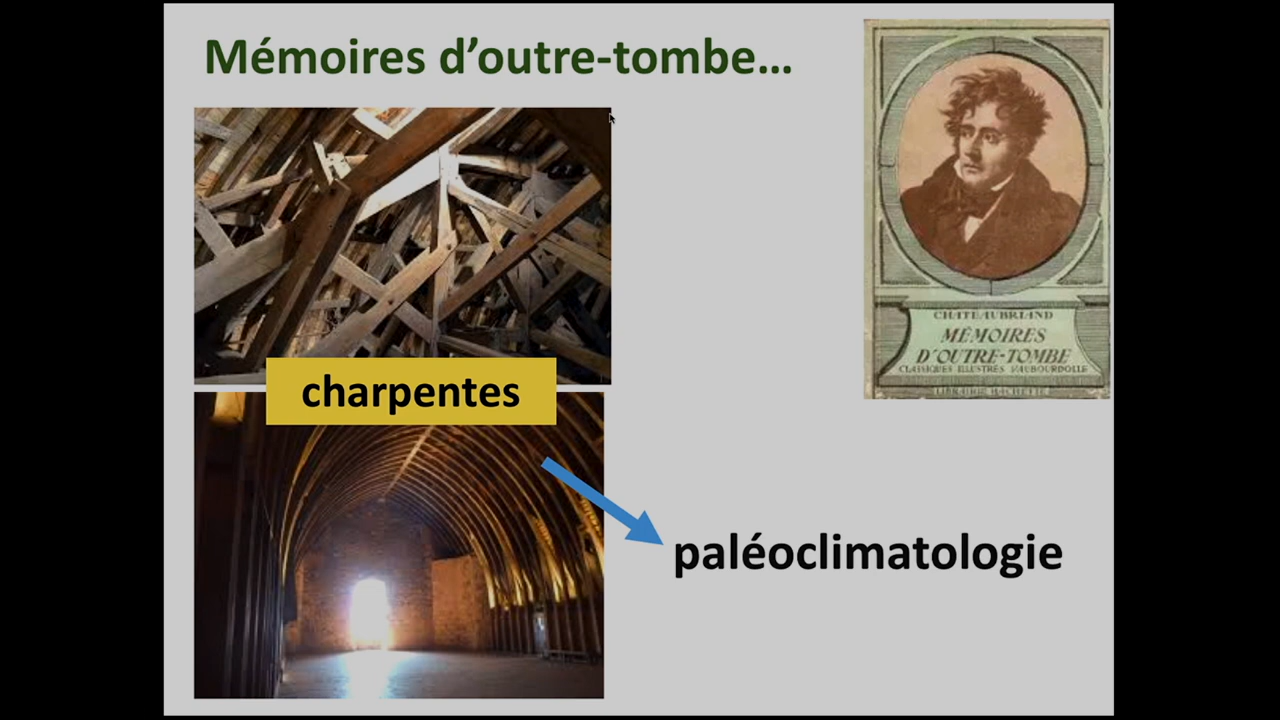 Mémoires d’outre-tombe…
CHATEAUBRIAND
MÉMOIRES
D'OUTRE-TOMBE
CLASSIQUES ILLUSTRÉS VAUBOURDOLLE
LIBRAIRIE HACHETTE
charpentes
paléoclimatologie